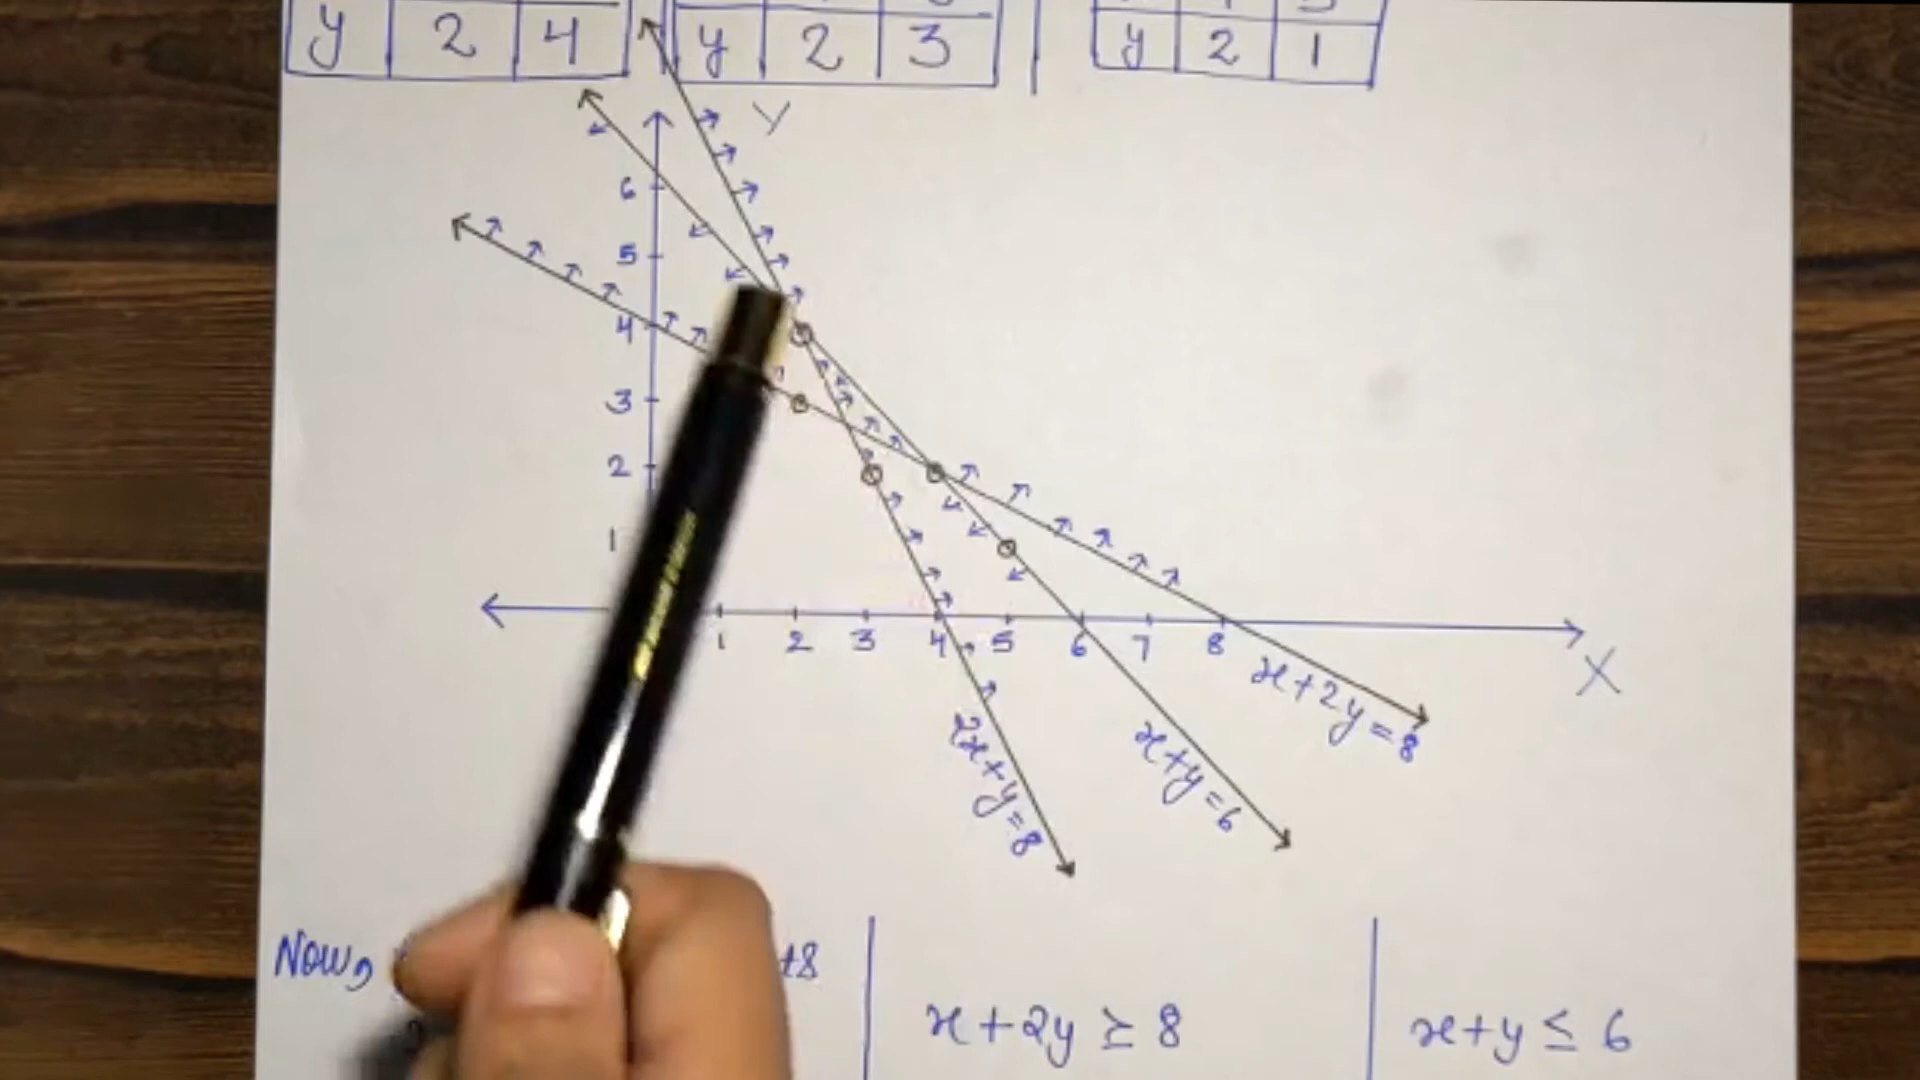 y 2 4
y 2 3
y 2 1
Y
6
5
4
3
2
1
1 2 3 4 5 6 7 8
X
x+2y=8
x+y=6
2x+y=8
Now,
x+2y ≥ 8
x+y ≤ 6